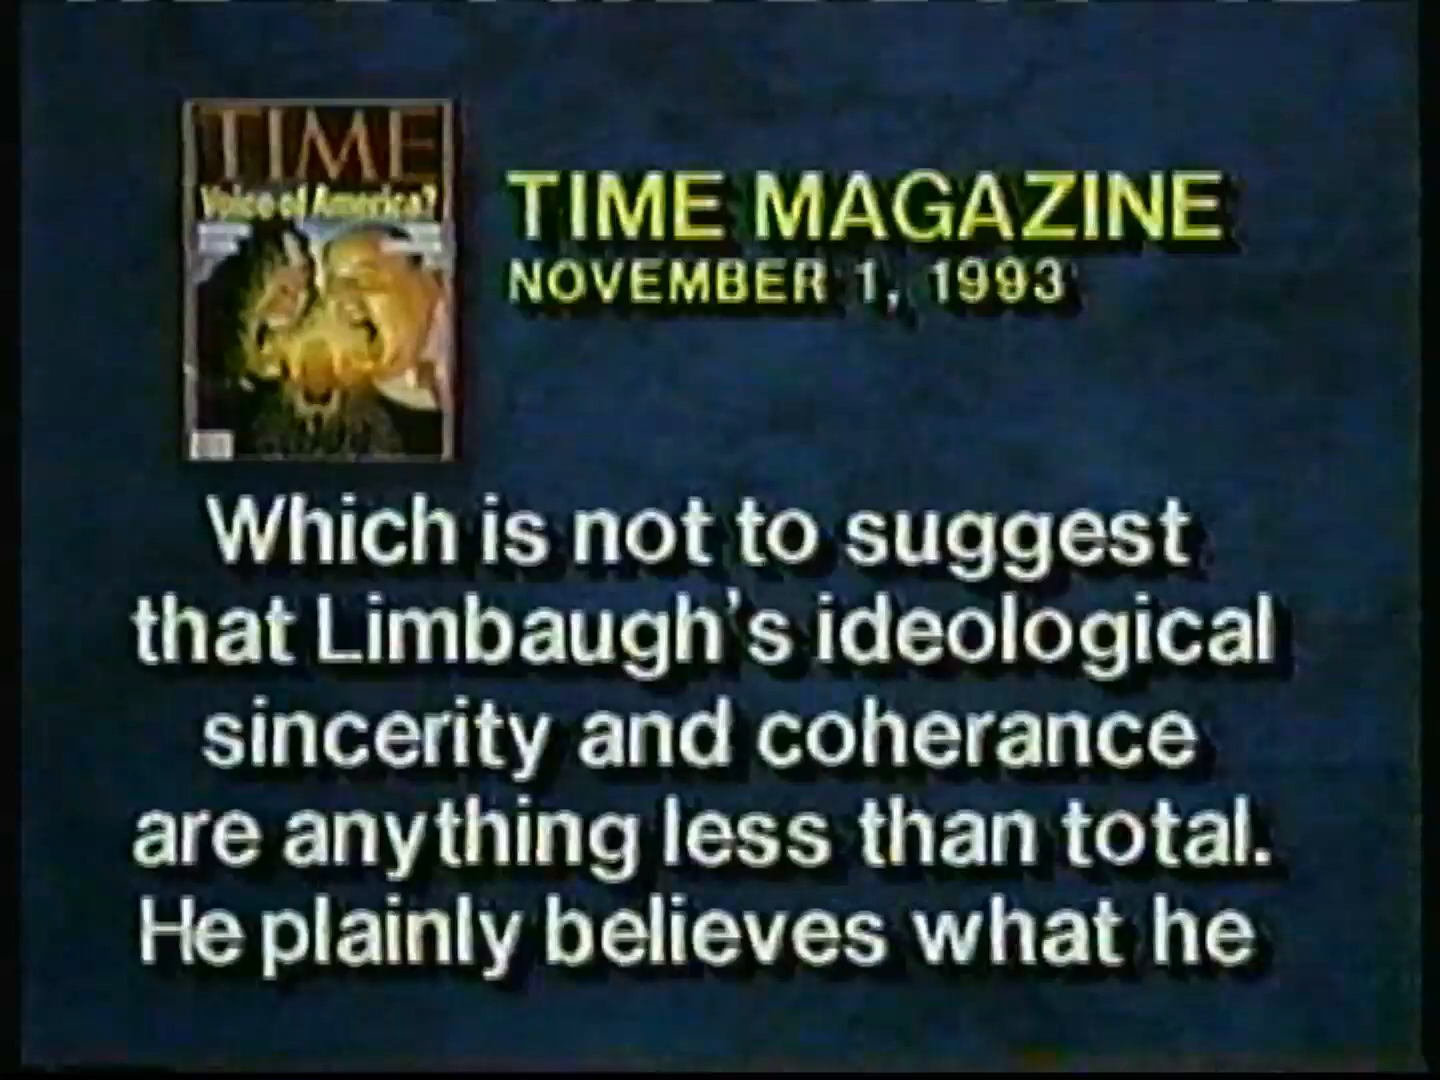 TIME
Voice of America?
TIME MAGAZINE
NOVEMBER 1, 1993
Which is not to suggest
that Limbaugh's ideological
sincerity and coherance
are anything less than total.
He plainly believes what he